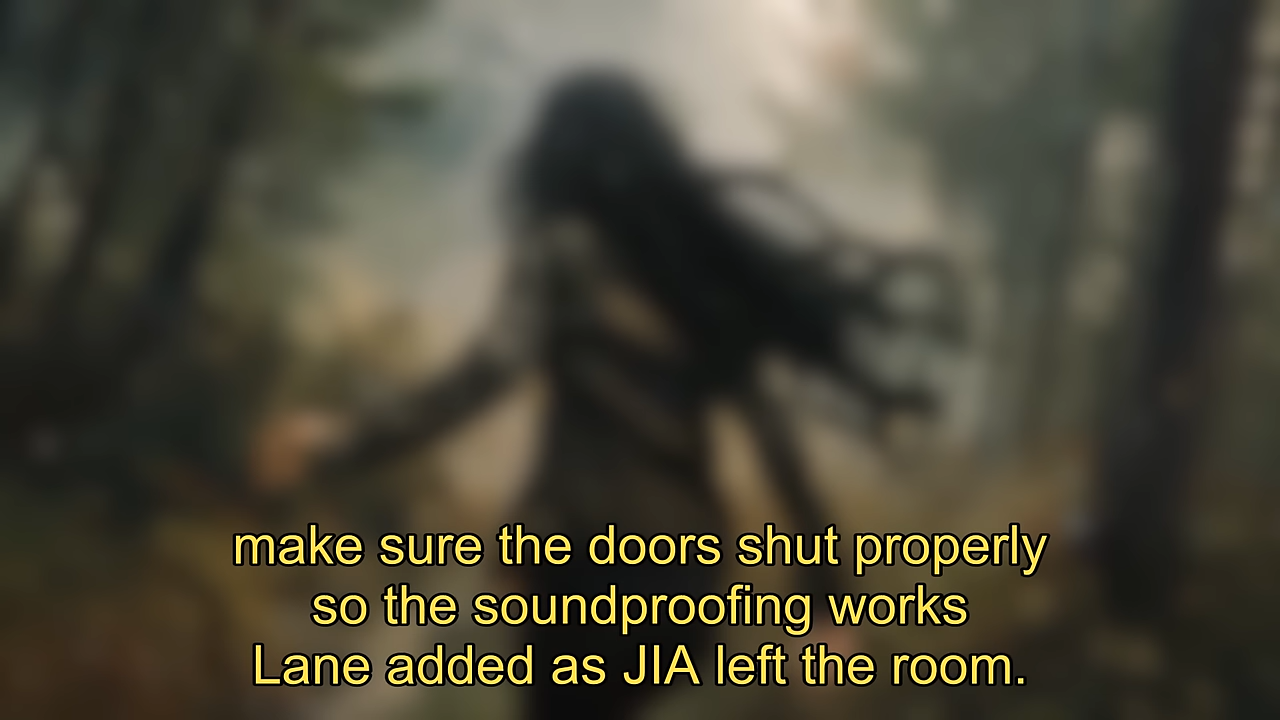 make sure the doors shut properly
so the soundproofing works
Lane added as JIA left the room.